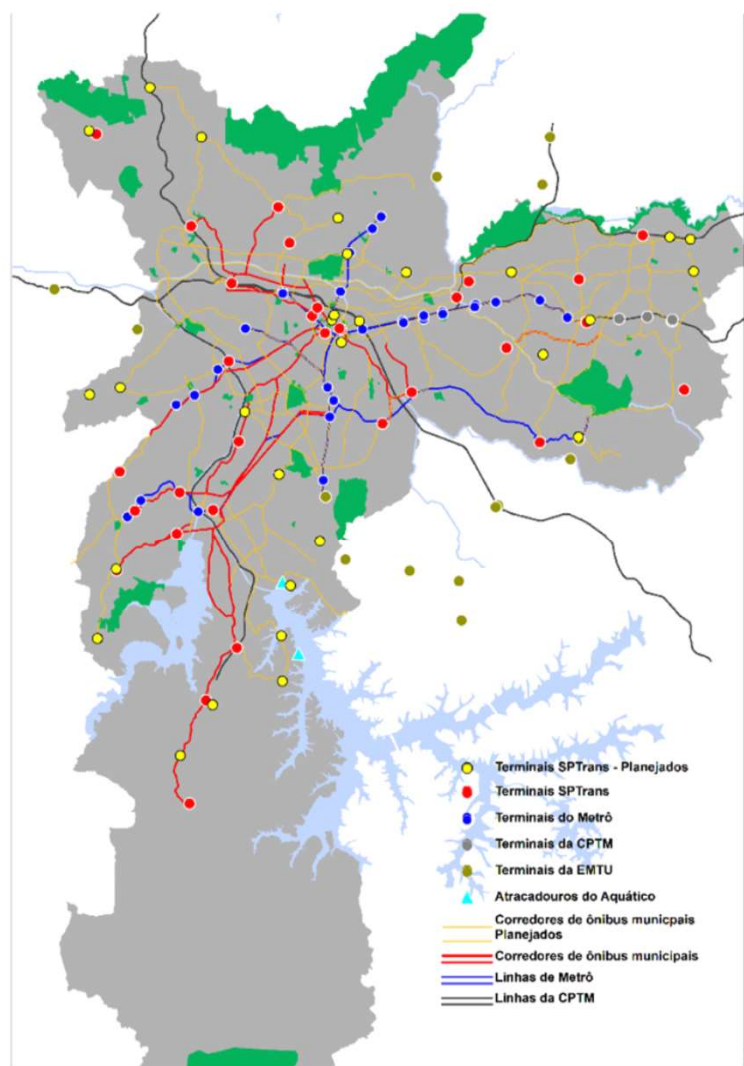 Terminais SPTrans - Planejados
Terminais SPTrans
Terminais do Metrô
Terminais da CPTM
Terminais da EMTU
Atracadouros do Aquático
Corredores de ônibus municpais
Planejados
Corredores de ônibus municipais
Linhas de Metrô
Linhas da CPTM